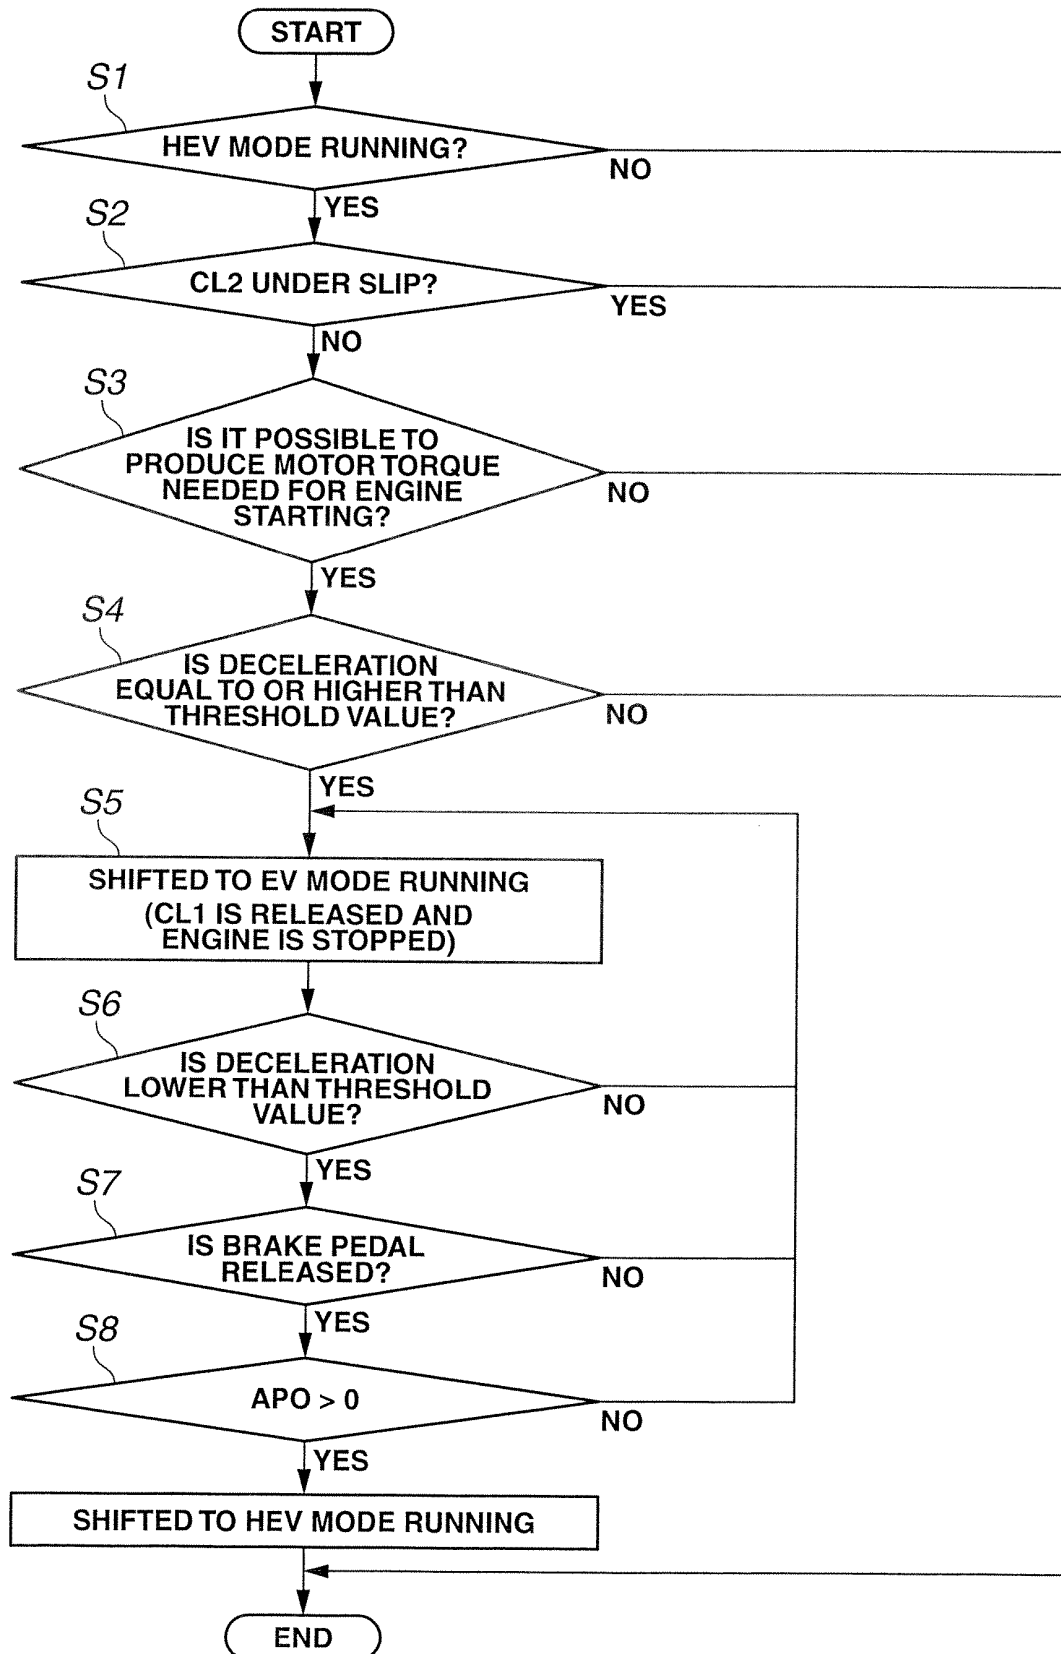 START
S1
HEV MODE RUNNING?
NO
YES
S2
CL2 UNDER SLIP?
YES
NO
S3
IS IT POSSIBLE TO
PRODUCE MOTOR TORQUE
NEEDED FOR ENGINE
STARTING?
NO
YES
S4
IS DECELERATION
EQUAL TO OR HIGHER THAN
THRESHOLD VALUE?
NO
YES
S5
SHIFTED TO EV MODE RUNNING
(CL1 IS RELEASED AND
ENGINE IS STOPPED)
S6
IS DECELERATION
LOWER THAN THRESHOLD
VALUE?
NO
YES
S7
IS BRAKE PEDAL
RELEASED?
NO
YES
S8
APO > 0
NO
YES
SHIFTED TO HEV MODE RUNNING
END